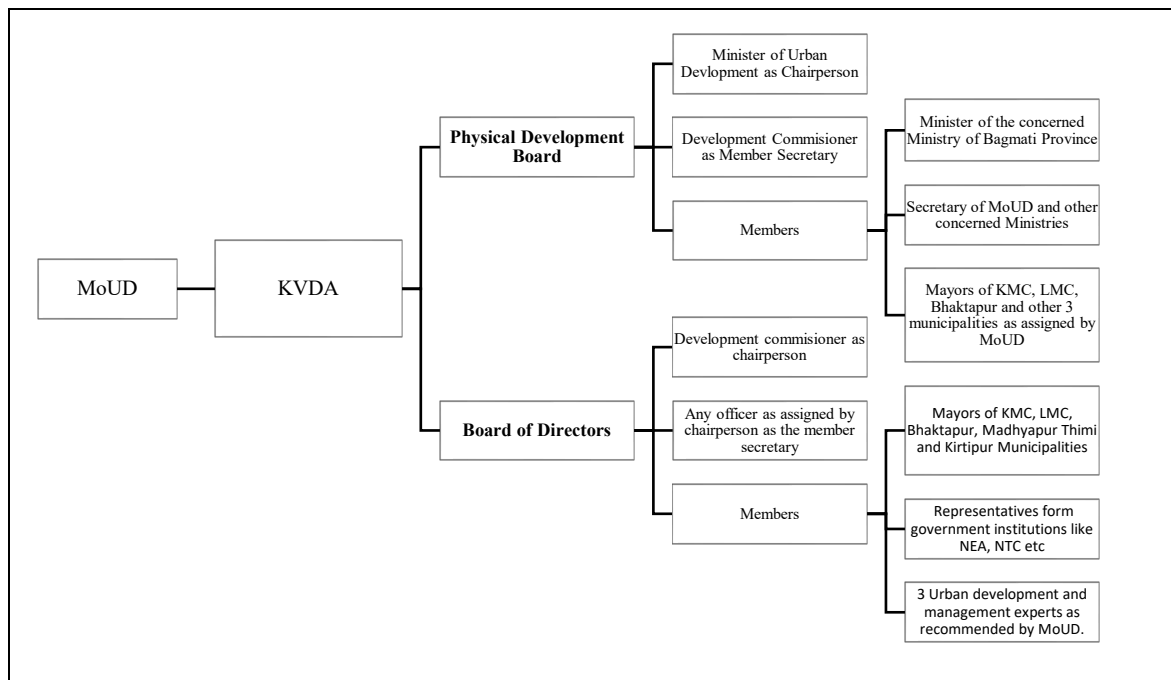 MoUD
KVDA
Physical Development
Board
Minister of Urban
Devlopment as Chairperson
Development Commisioner
as Member Secretary
Members
Minister of the concerned
Ministry of Bagmati Province
Secretary of MoUD and other
concerned Ministries
Mayors of KMC, LMC,
Bhaktapur and other 3
municipalities as assigned by
MoUD
Board of Directors
Development commisioner as
chairperson
Any officer as assigned by
chairperson as the member
secretary
Members
Mayors of KMC, LMC,
Bhaktapur, Madhyapur Thimi
and Kirtipur Municipalities
Representatives form
government institutions like
NEA, NTC etc
3 Urban development and
management experts as
recommended by MoUD.